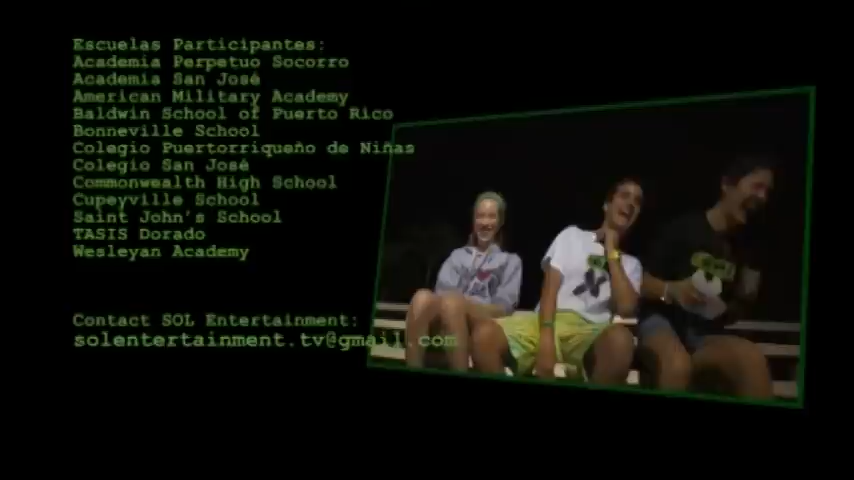 Escuelas Participantes:
Academia Perpetuo Socorro
Academia San José
American Military Academy
Baldwin School of Puerto Rico
Bonneville School
Colegio Puertorriqueño de Niñas
Colegio San José
Commonwealth High School
Cupeyville School
Saint John's School
TASIS Dorado
Wesleyan Academy
Contact SOL Entertainment:
solentertainment.tv@gmail.com